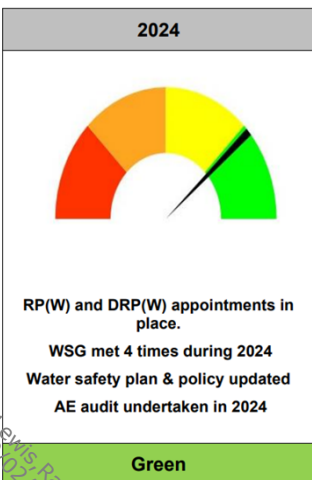 2024
RP(W) and DRP(W) appointments in
place.
WSG met 4 times during 2024
Water safety plan & policy updated
AE audit undertaken in 2024
Green